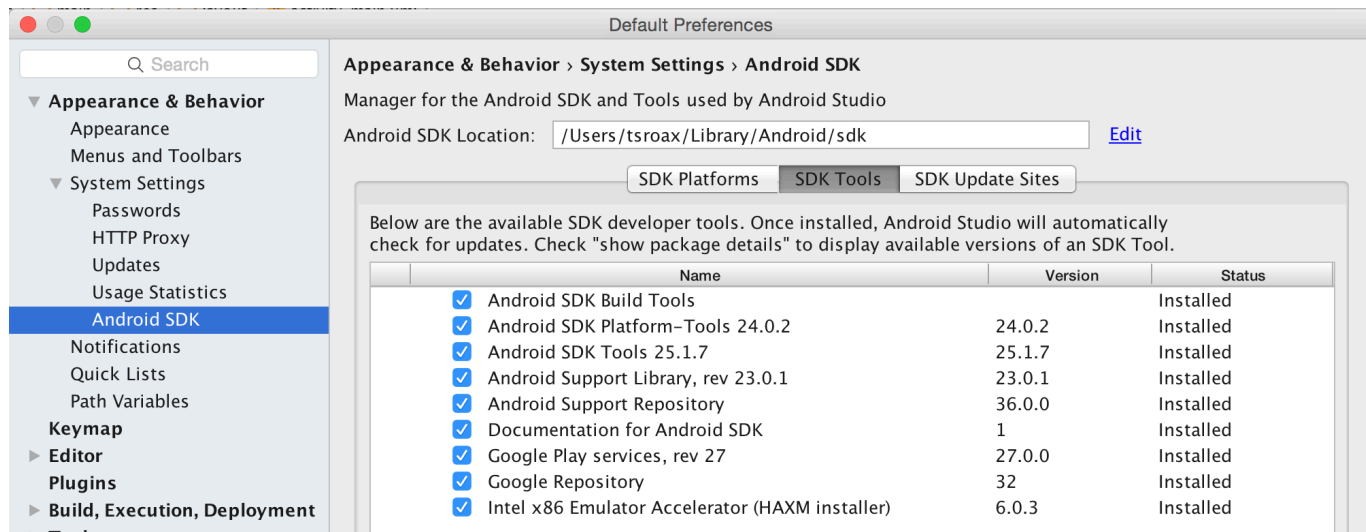 Default Preferences
Search
Appearance & Behavior
Appearance
Menus and Toolbars
System Settings
Passwords
HTTP Proxy
Updates
Usage Statistics
Android SDK
Notifications
Quick Lists
Path Variables
Keymap
Editor
Plugins
Build, Execution, Deployment
Appearance & Behavior › System Settings › Android SDK
Manager for the Android SDK and Tools used by Android Studio
Android SDK Location: /Users/tsroax/Library/Android/sdk Edit
SDK Platforms SDK Tools SDK Update Sites
Below are the available SDK developer tools. Once installed, Android Studio will automatically
check for updates. Check "show package details" to display available versions of an SDK Tool.
Name Version Status
Android SDK Build Tools Installed
Android SDK Platform-Tools 24.0.2 24.0.2 Installed
Android SDK Tools 25.1.7 25.1.7 Installed
Android Support Library, rev 23.0.1 23.0.1 Installed
Android Support Repository 36.0.0 Installed
Documentation for Android SDK 1 Installed
Google Play services, rev 27 27.0.0 Installed
Google Repository 32 Installed
Intel x86 Emulator Accelerator (HAXM installer) 6.0.3 Installed